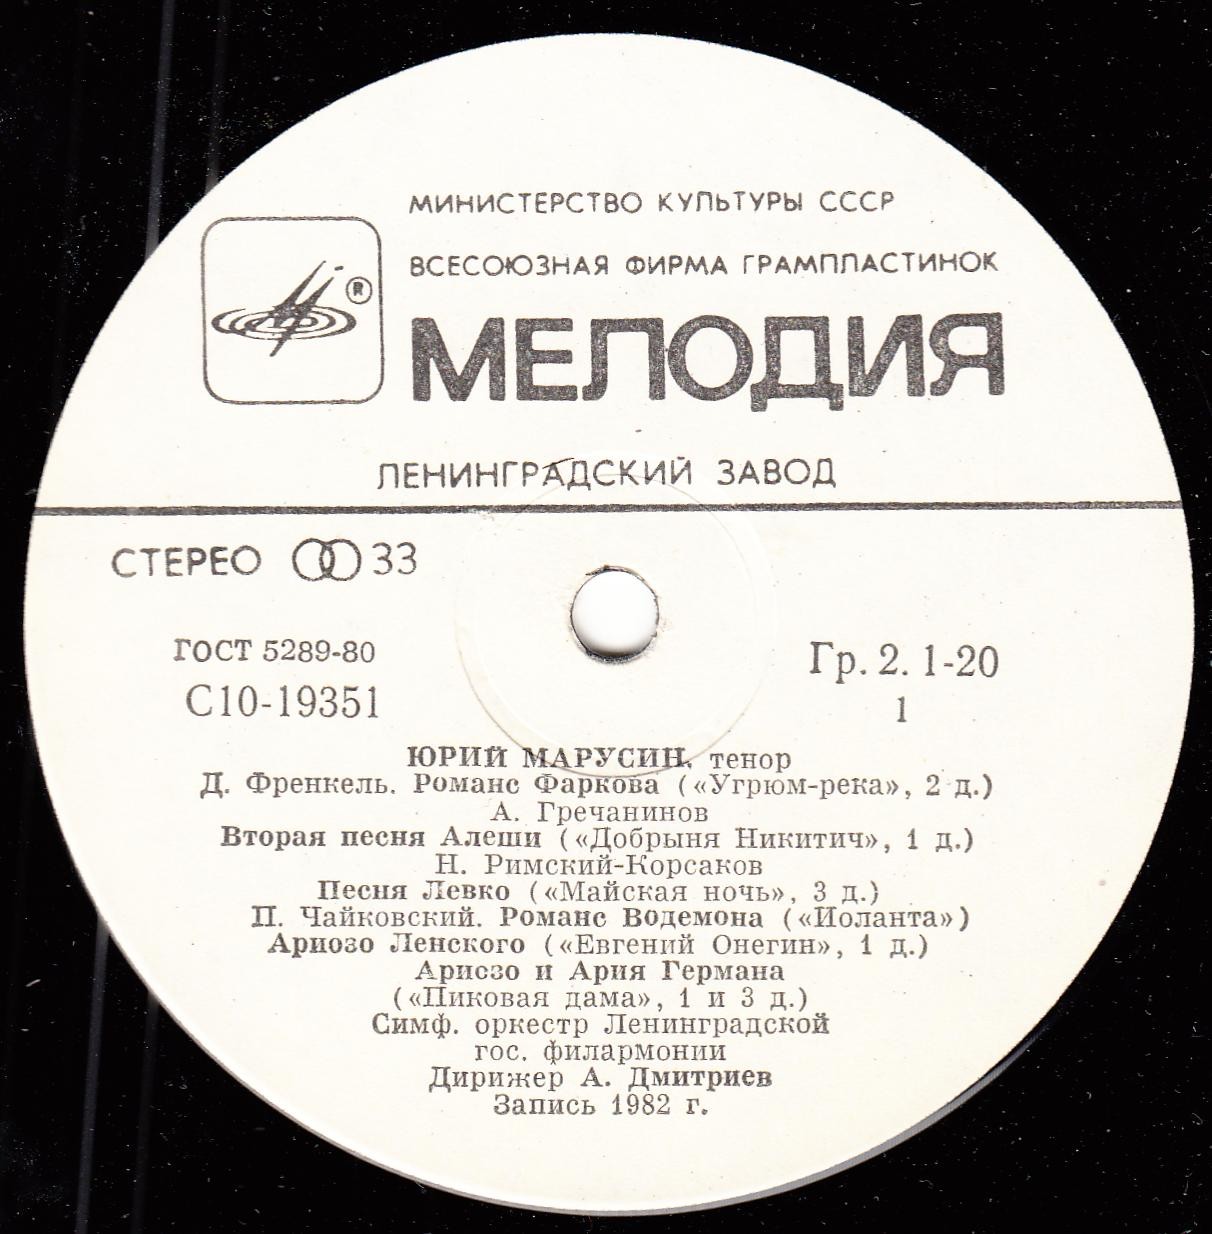 МИНИСТЕРСТВО КУЛЬТУРЫ СССР
ВСЕСОЮЗНАЯ ФИРМА ГРАМПЛАСТИНОК
®
МЕЛОДИЯ
ЛЕНИНГРАДСКИЙ ЗАВОД
СТЕРЕО 33
ГОСТ 5289-80
С10-19351
Гр. 2. 1-20
1
ЮРИЙ МАРУСИН, тенор
Д. Френкель. Романс Фаркова («Угрюм-река», 2 д.)
А. Гречанинов
Вторая песня Алеши («Добрыня Никитич», 1 д.)
Н. Римский-Корсаков
Песня Левко («Майская ночь», 3 д.)
П. Чайковский. Романс Водемона («Иоланта»)
Ариозо Ленского («Евгений Онегин», 1 д.)
Ариозо и Ария Германа
(«Пиковая дама», 1 и 3 д.)
Симф. оркестр Ленинградской
гос. филармонии
Дирижер А. Дмитриев
Запись 1982 г.